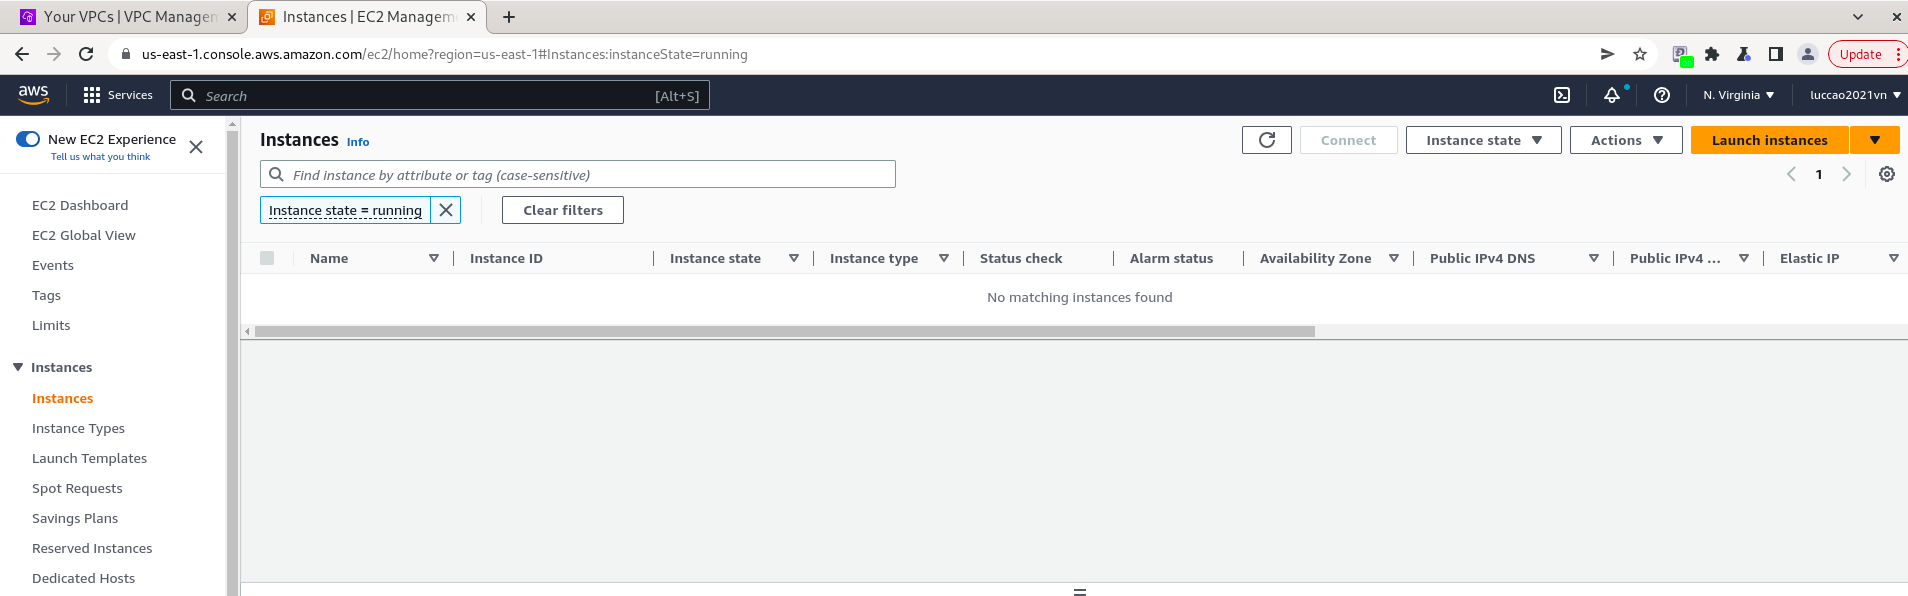 Your VPCs | VPC Managen
Instances | EC2 Managem
us-east-1.console.aws.amazon.com/ec2/home?region=us-east-1#Instances:instanceState=running
Update
aws
Services
Search
[Alt+S]
N. Virginia
luccao2021vn
New EC2 Experience
Tell us what you think
EC2 Dashboard
EC2 Global View
Events
Tags
Limits
Instances
Instances
Instance Types
Launch Templates
Spot Requests
Savings Plans
Reserved Instances
Dedicated Hosts
Instances Info
Connect
Instance state
Actions
Launch instances
Find instance by attribute or tag (case-sensitive)
1
Instance state = running
Clear filters
Name Instance ID Instance state Instance type Status check Alarm status Availability Zone Public IPv4 DNS Public IPv4 ... Elastic IP
No matching instances found